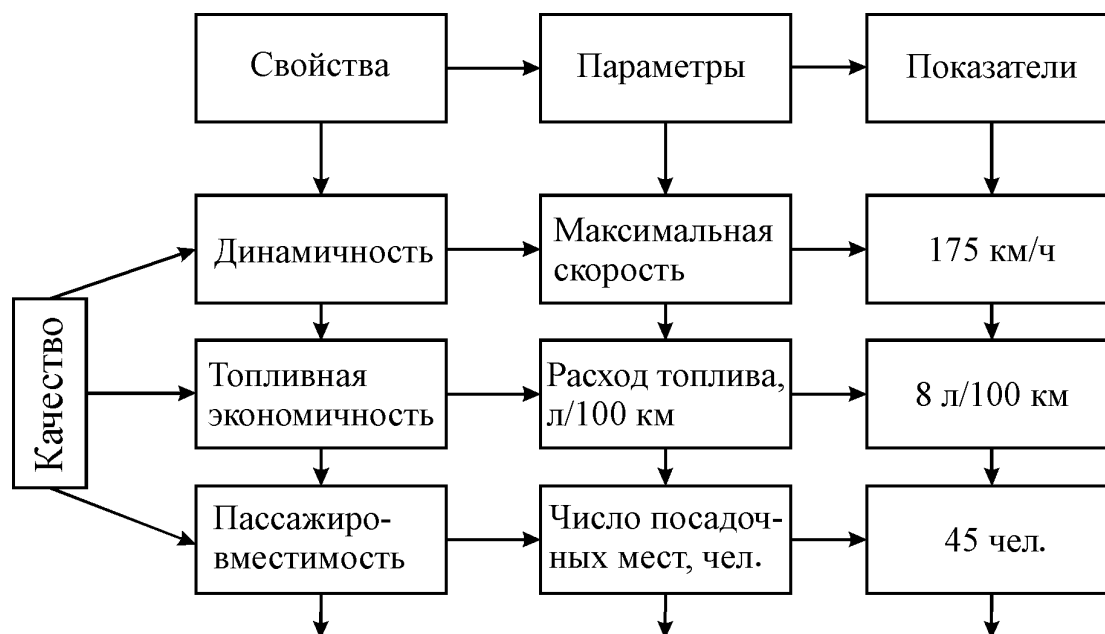 Свойства
Параметры
Показатели
Динамичность
Максимальная
скорость
175 км/ч
Качество
Топливная
экономичность
Расход топлива,
л/100 км
8 л/100 км
Пассажиро-
вместимость
Число посадоч-
ных мест, чел.
45 чел.